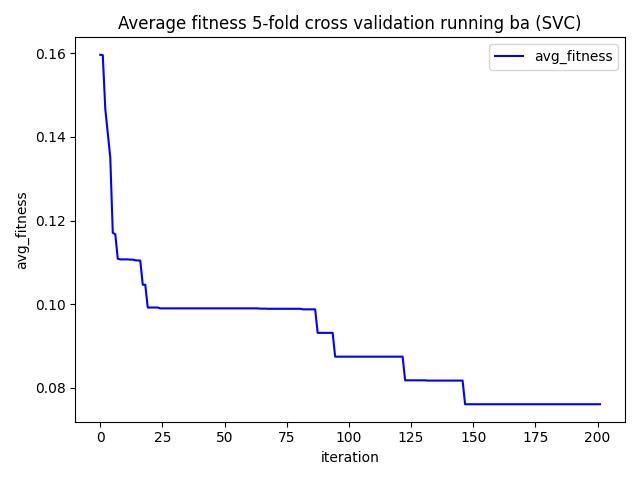 Average fitness 5-fold cross validation running ba (SVC)
avg_fitness
0.16
0.14
0.12
0.10
0.08
avg_fitness
0 25 50 75 100 125 150 175 200
iteration